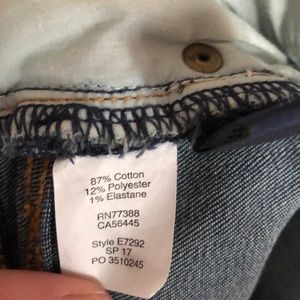 87% Cotton
12% Polyester
1% Elastane
RN77388
CA56445
Style E7292
SP 17
PO 3510245